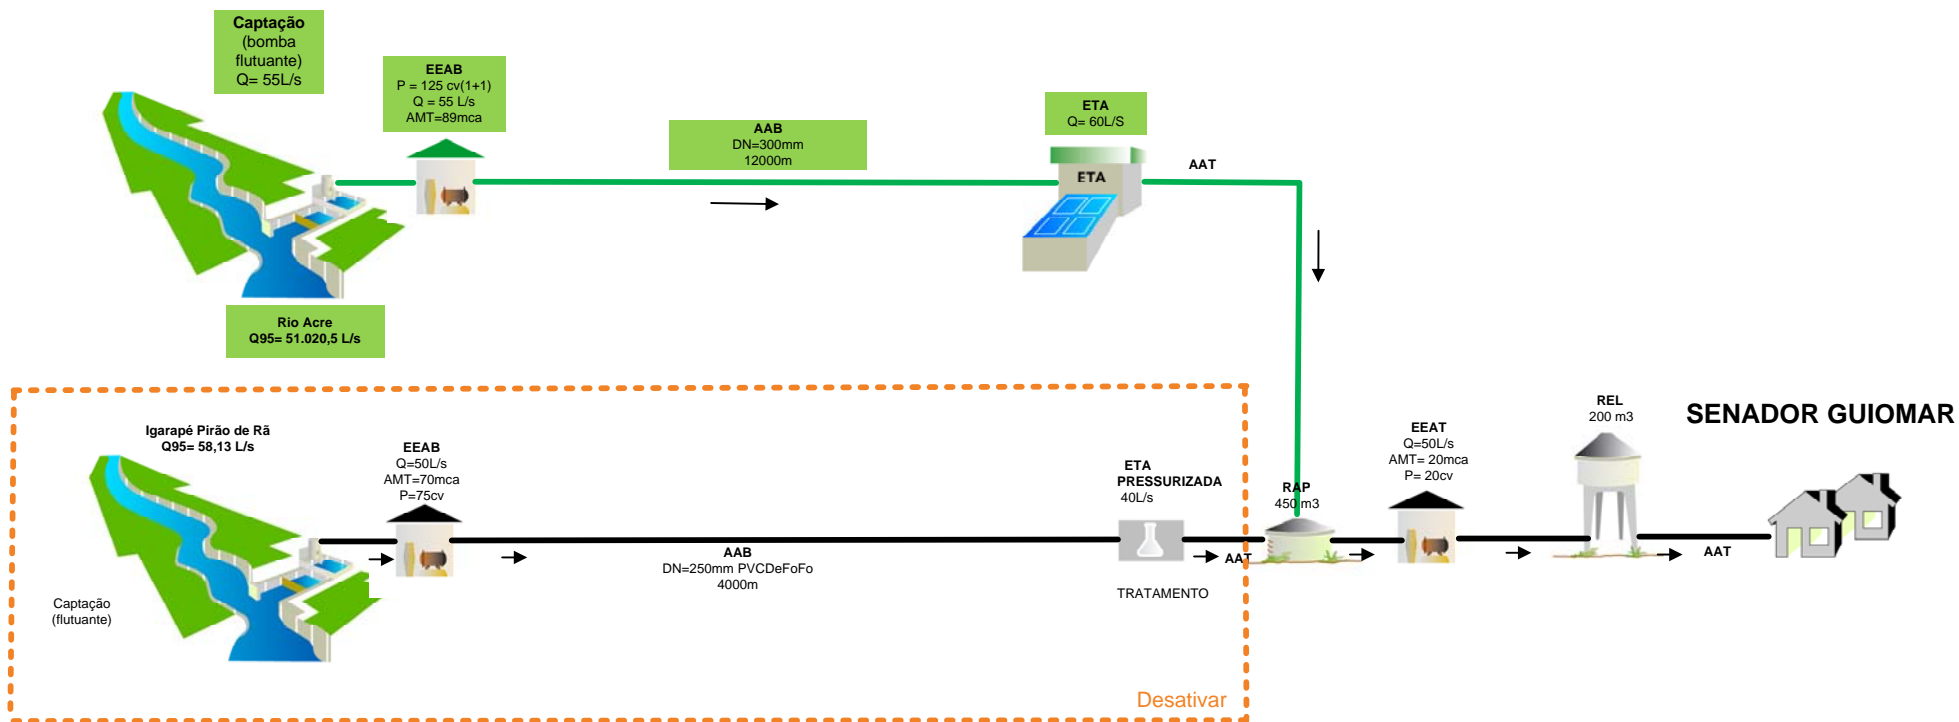 Captação
(bomba
flutuante)
Q= 55L/s
EEAB
P = 125 cv(1+1)
Q = 55 L/s
AMT=89mca
AAB
DN=300mm
12000m
ETA
Q= 60L/S
ETA
AAT
Rio Acre
Q95= 51.020,5 L/s
Igarapé Pirão de Rã
Q95= 58,13 L/s
Captação
(flutuante)
EEAB
Q=50L/s
AMT=70mca
P=75cv
AAB
DN=250mm PVCDeFoFo
4000m
ETA
PRESSURIZADA
40L/s
TRATAMENTO
AAT
Desativar
RAP
450 m3
EEAT
Q=50L/s
AMT= 20mca
P= 20cv
REL
200 m3
AAT
SENADOR GUIOMAR